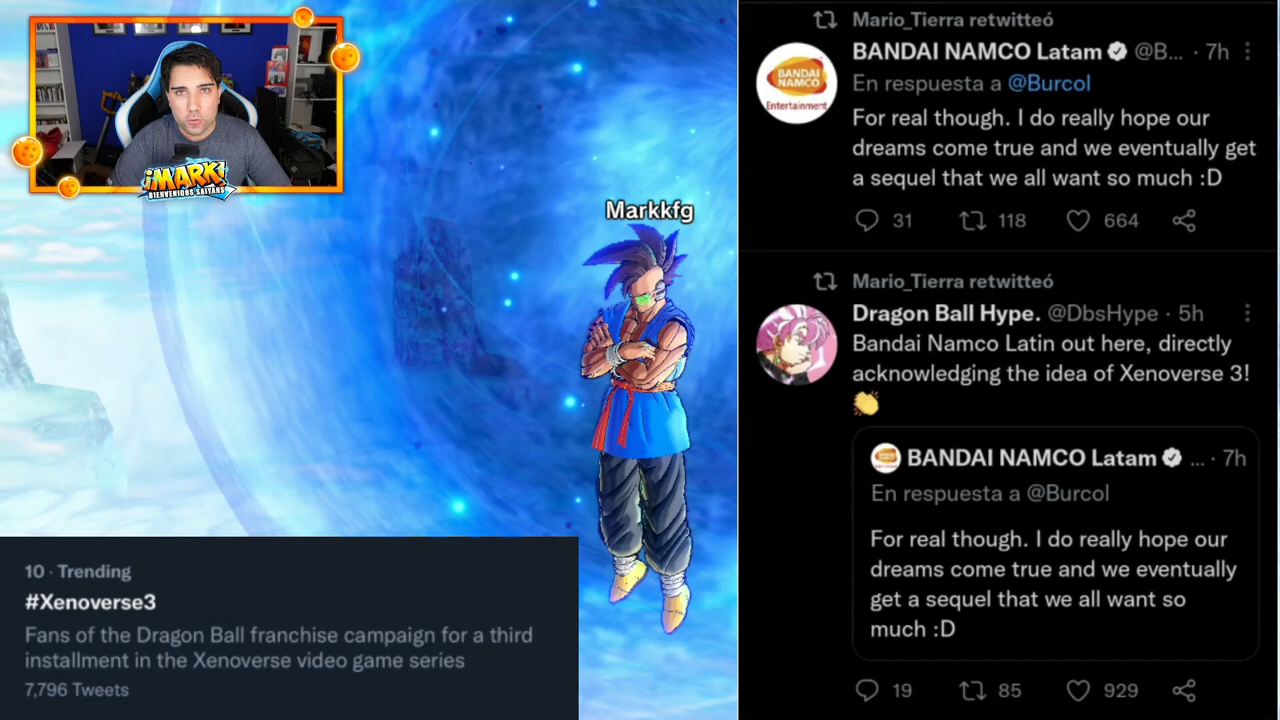 ¡MARK!
BIENVENIDOS SAIYANS
Markkfg
10 · Trending
#Xenoverse3
Fans of the Dragon Ball franchise campaign for a third
installment in the Xenoverse video game series
7,796 Tweets
Mario_Tierra retwitteó
BANDAI NAMCO Latam @B... · 7h
En respuesta a @Burcol
BANDAI
NAMCO
Entertainment
For real though. I do really hope our
dreams come true and we eventually get
a sequel that we all want so much :D
31 118 664
Mario_Tierra retwitteó
Dragon Ball Hype. @DbsHype · 5h
Bandai Namco Latin out here, directly
acknowledging the idea of Xenoverse 3!
👏
BANDAI NAMCO Latam ... · 7h
En respuesta a @Burcol
For real though. I do really hope our
dreams come true and we eventually
get a sequel that we all want so
much :D
19 85 929